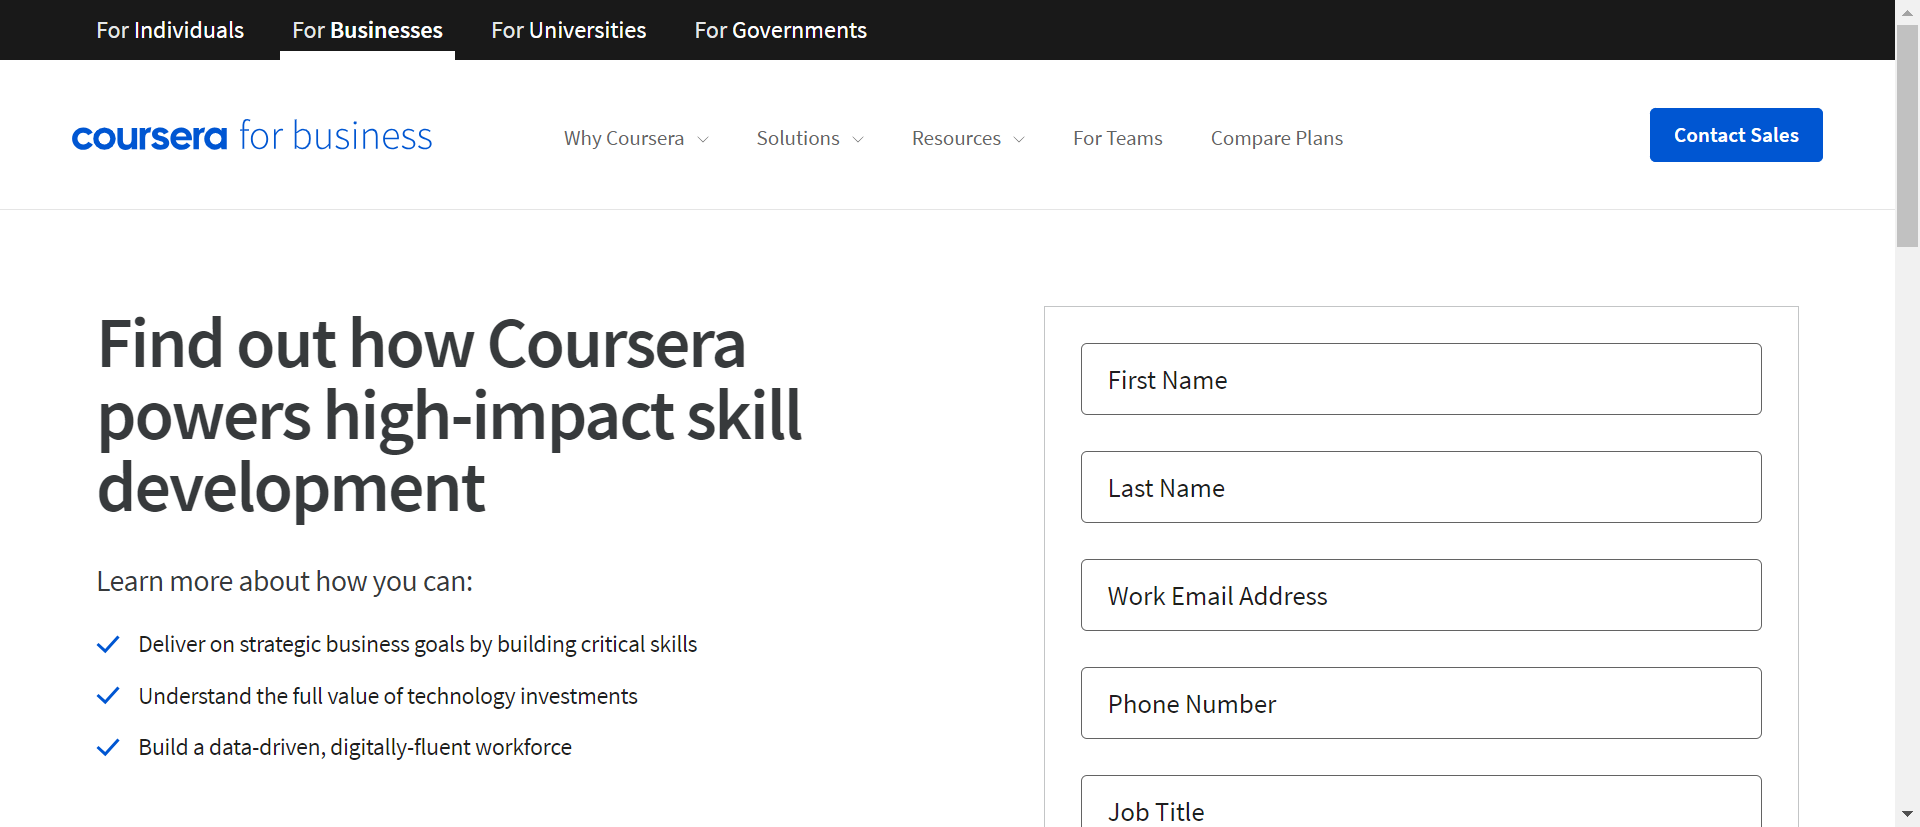 For Individuals For Businesses For Universities For Governments
coursera for business Why Coursera Solutions Resources For Teams Compare Plans Contact Sales
Find out how Coursera
powers high-impact skill
development
Learn more about how you can:
Deliver on strategic business goals by building critical skills
Understand the full value of technology investments
Build a data-driven, digitally-fluent workforce
First Name
Last Name
Work Email Address
Phone Number
Job Title